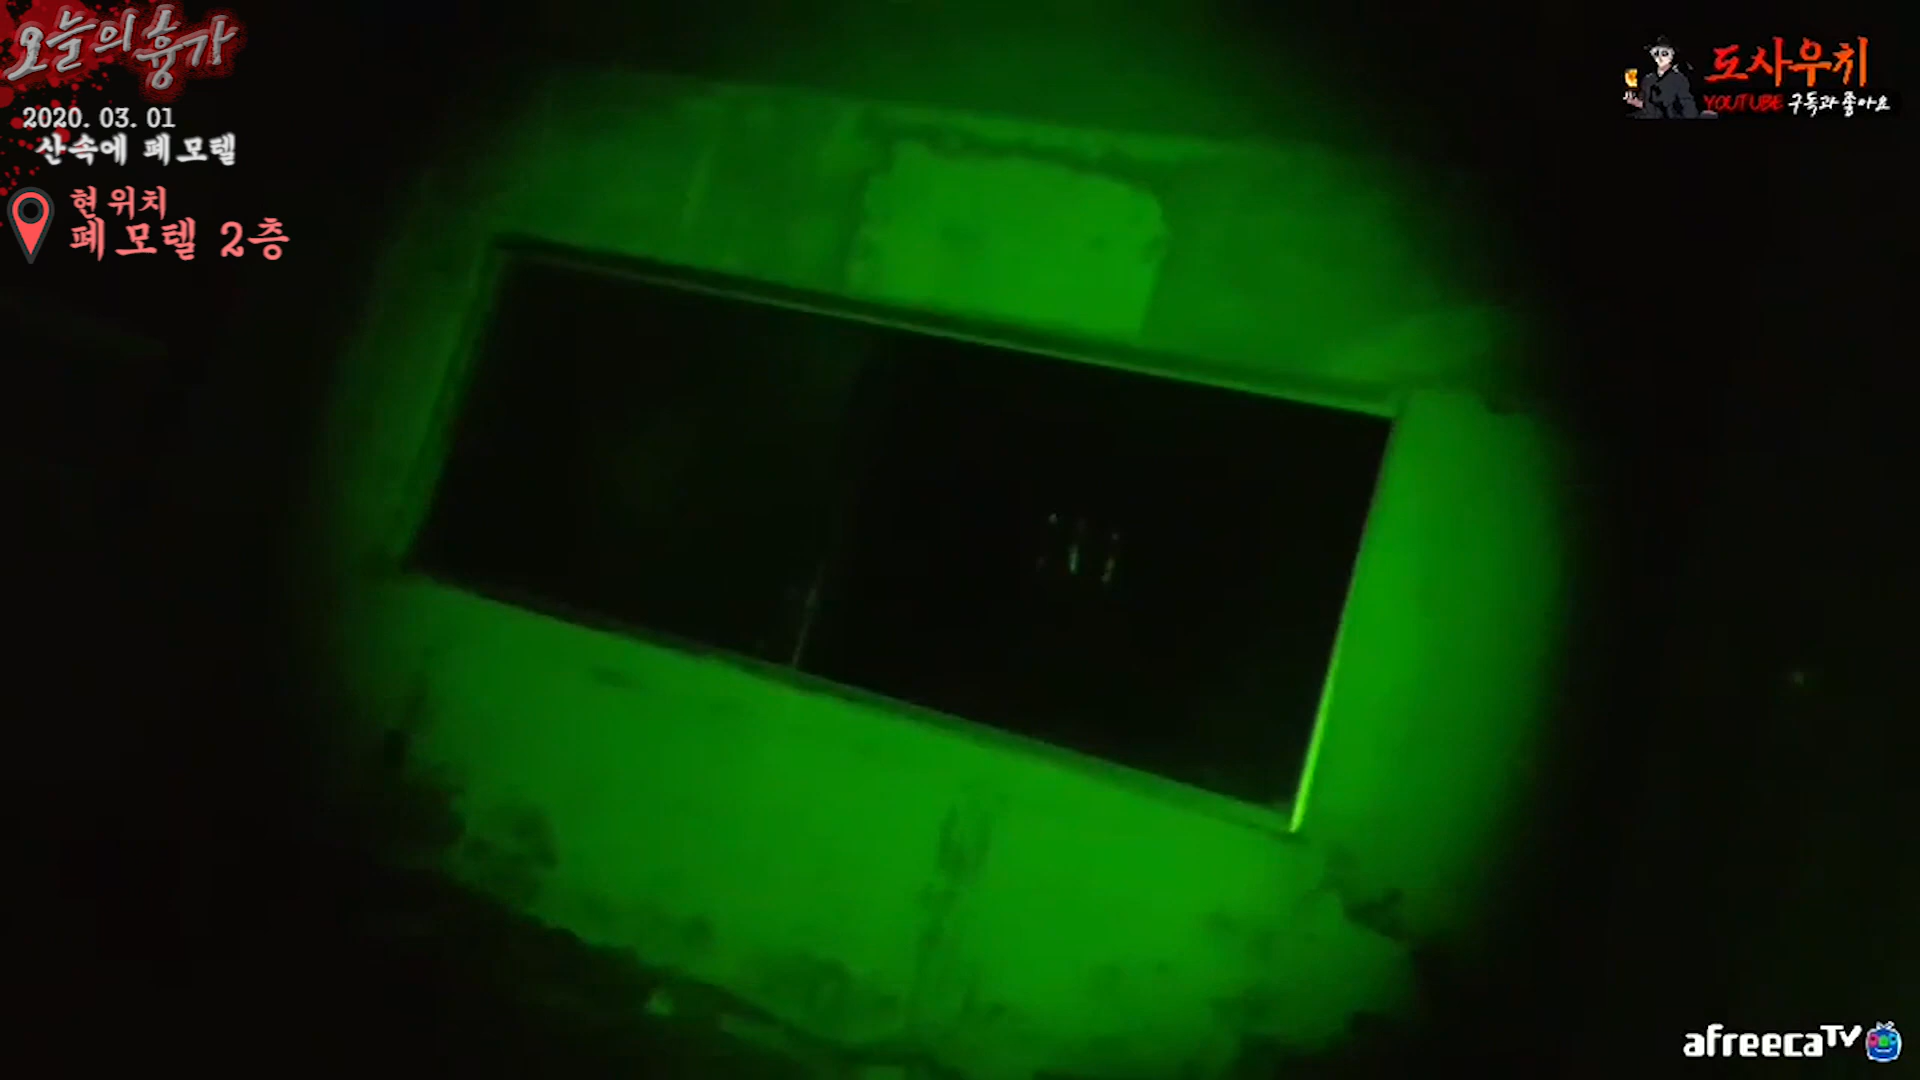 오늘의 흉가
2020. 03. 01
산속에 폐모텔
현 위치
폐모텔 2층
도사우치
YOUTUBE 구독과 좋아요
afreecaTV